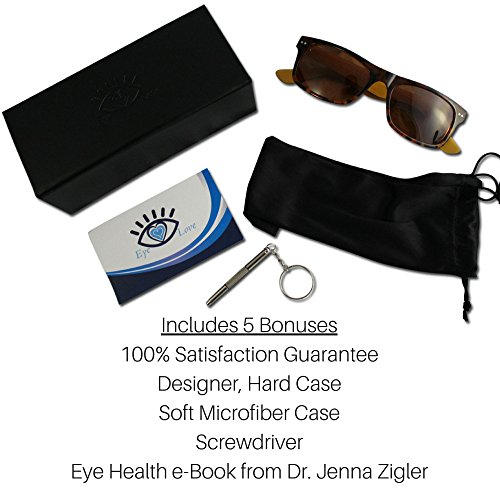 Eye Love
Includes 5 Bonuses
100% Satisfaction Guarantee
Designer, Hard Case
Soft Microfiber Case
Screwdriver
Eye Health e-Book from Dr. Jenna Zigler